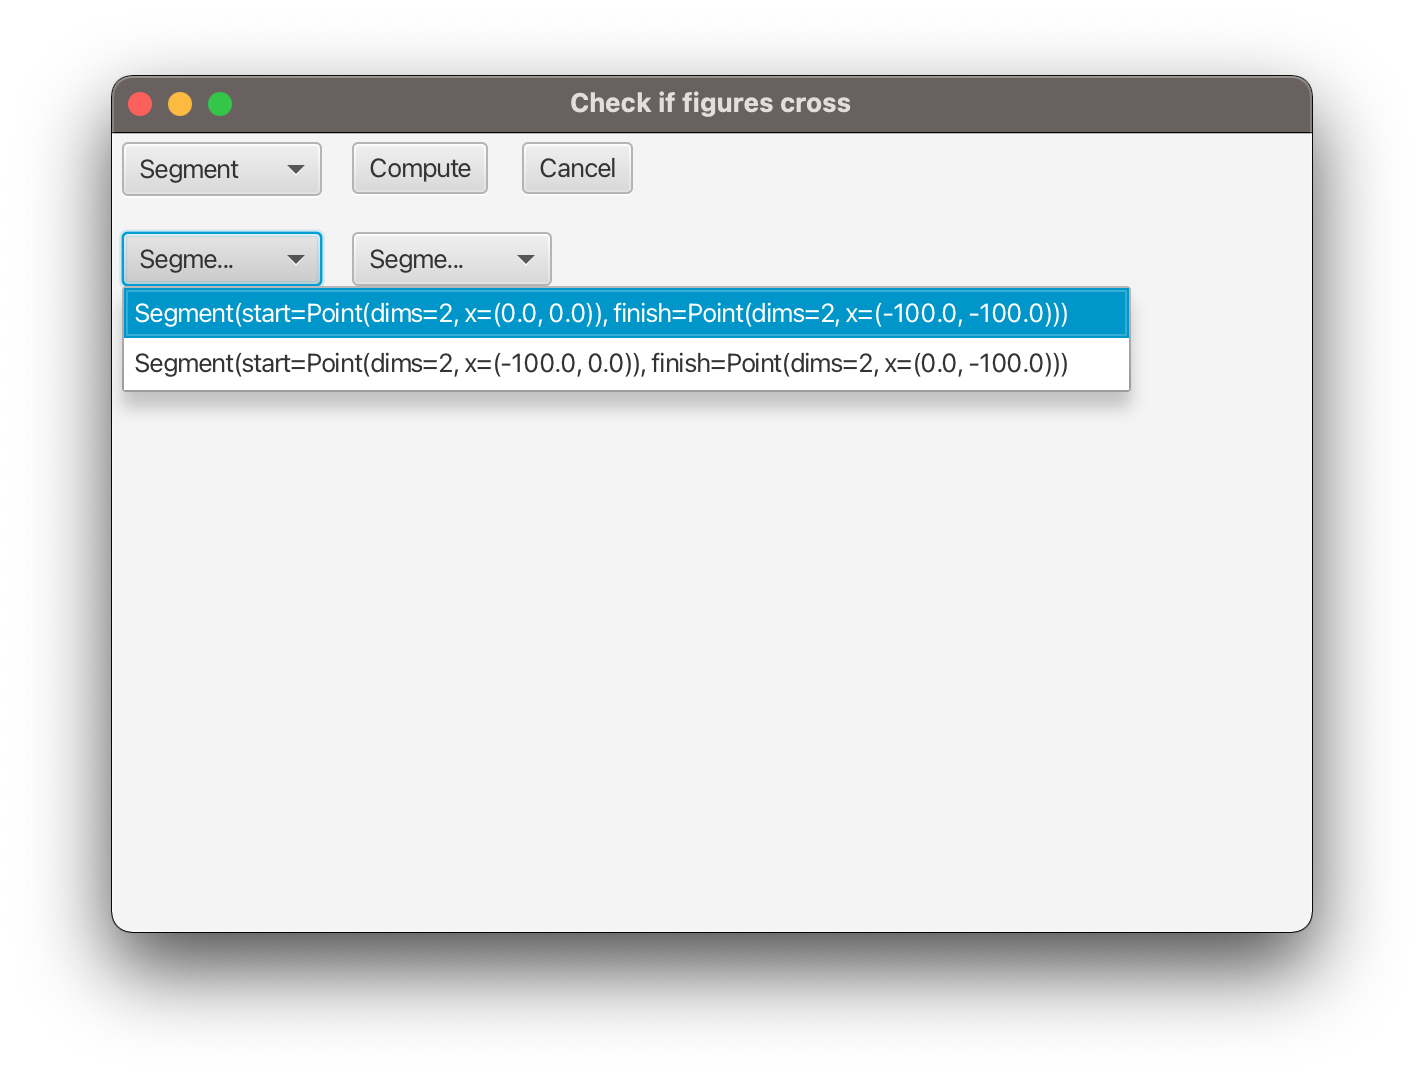 Check if figures cross
Segment Compute Cancel
Segme... Segme...
Segment(start=Point(dims=2, x=(0.0, 0.0)), finish=Point(dims=2, x=(-100.0, -100.0)))
Segment(start=Point(dims=2, x=(-100.0, 0.0)), finish=Point(dims=2, x=(0.0, -100.0)))